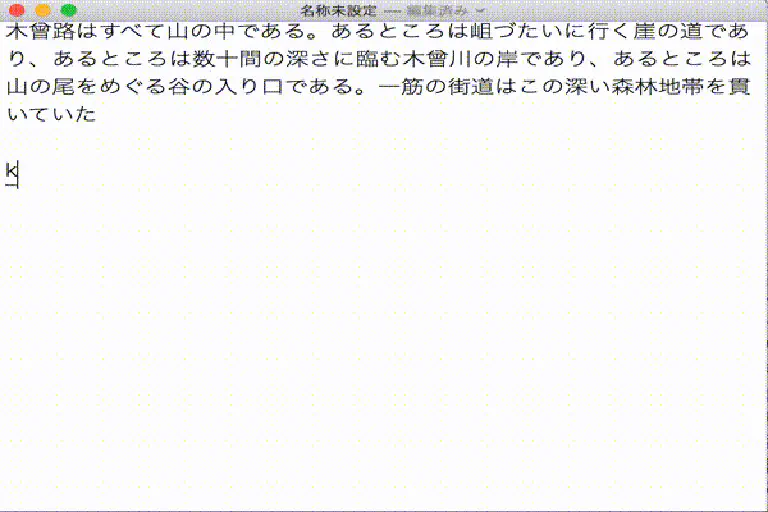 名称未設定 — 編集済み
木曾路はすべて山の中である。あるところは岨づたいに行く崖の道であ
り、あるところは数十間の深さに臨む木曾川の岸であり、あるところは
山の尾をめぐる谷の入り口である。一筋の街道はこの深い森林地帯を貫
いていた
k